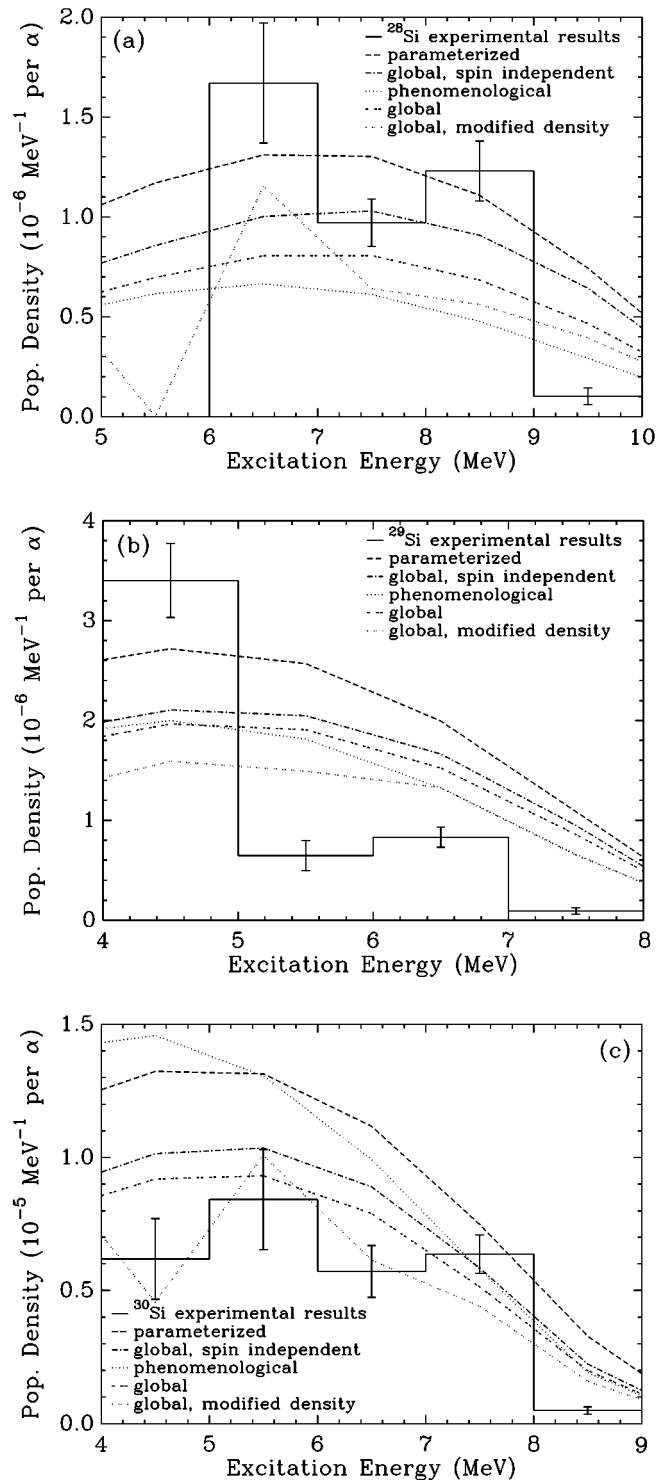 (a)
²⁸Si experimental results
parameterized
global, spin independent
phenomenological
global
global, modified density
Pop. Density (10⁻⁶ MeV⁻¹ per α)
2.0
1.5
1.0
0.5
0.0
5 6 7 8 9 10
Excitation Energy (MeV)
(b)
²⁹Si experimental results
parameterized
global, spin independent
phenomenological
global
global, modified density
Pop. Density (10⁻⁶ MeV⁻¹ per α)
4
3
2
1
0
4 5 6 7 8
Excitation Energy (MeV)
(c)
Pop. Density (10⁻⁵ MeV⁻¹ per α)
1.5
1.0
0.5
0.0
³⁰Si experimental results
parameterized
global, spin independent
phenomenological
global
global, modified density
4 5 6 7 8 9
Excitation Energy (MeV)